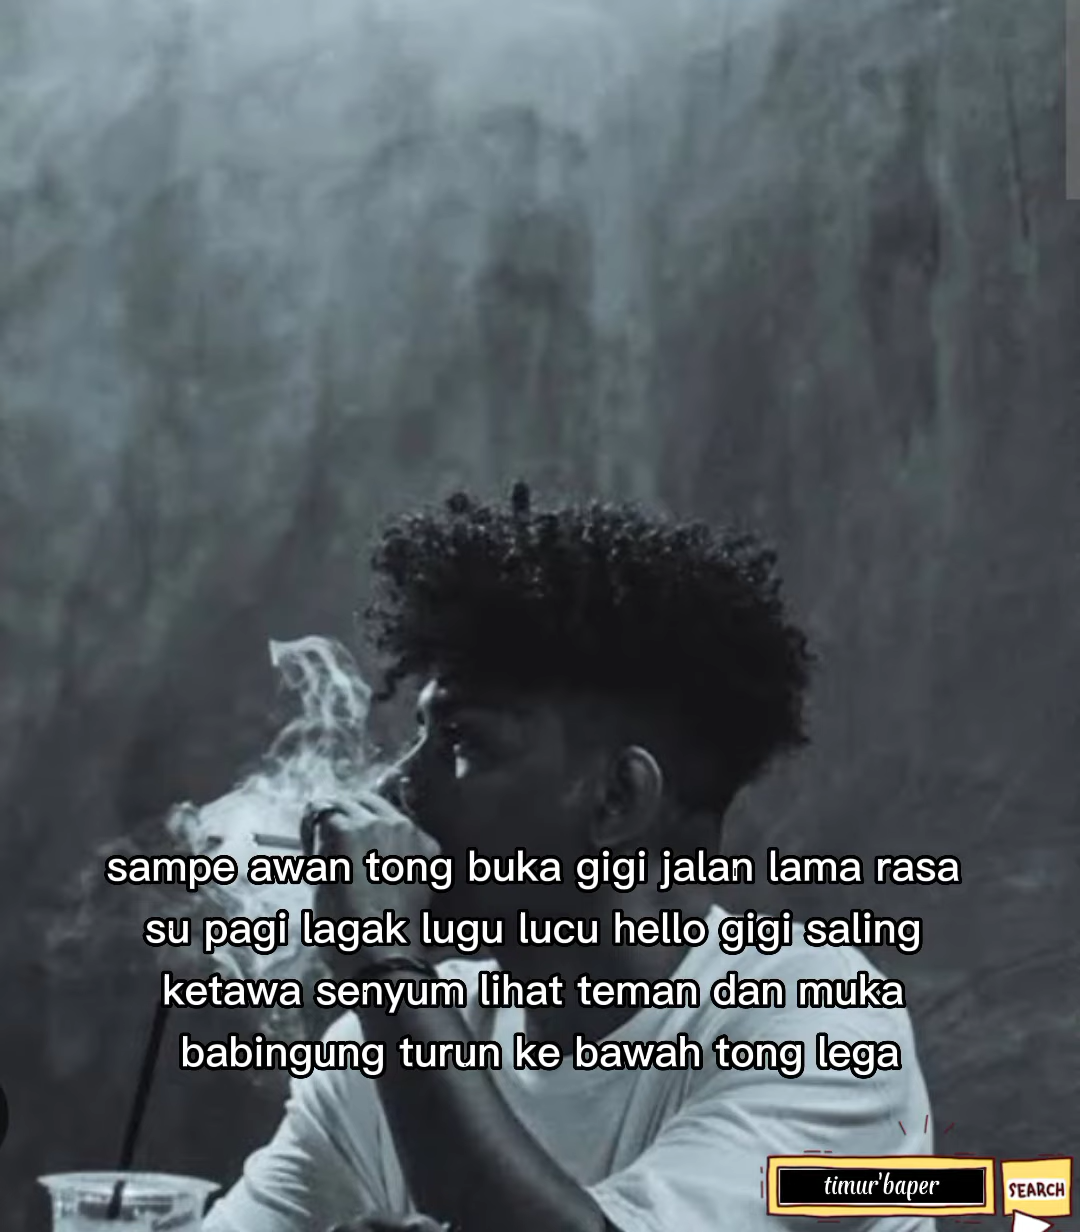 sampe awan tong buka gigi jalan lama rasa
su pagi lagak lugu lucu hello gigi saling
ketawa senyum lihat teman dan muka
babingung turun ke bawah tong lega
timur'baper
SEARCH